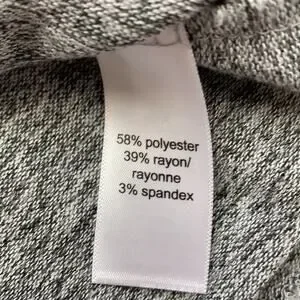 58% polyester
39% rayon/
rayonne
3% spandex